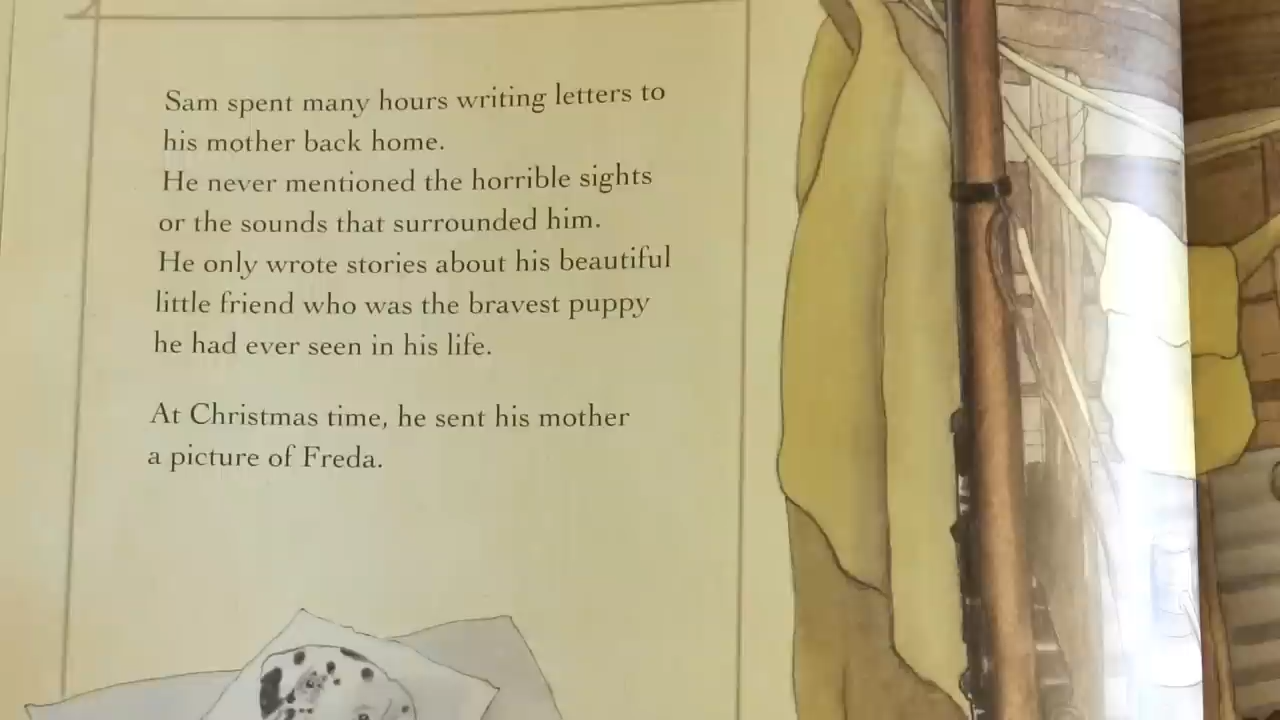 Sam spent many hours writing letters to
his mother back home.
He never mentioned the horrible sights
or the sounds that surrounded him.
He only wrote stories about his beautiful
little friend who was the bravest puppy
he had ever seen in his life.
At Christmas time, he sent his mother
a picture of Freda.